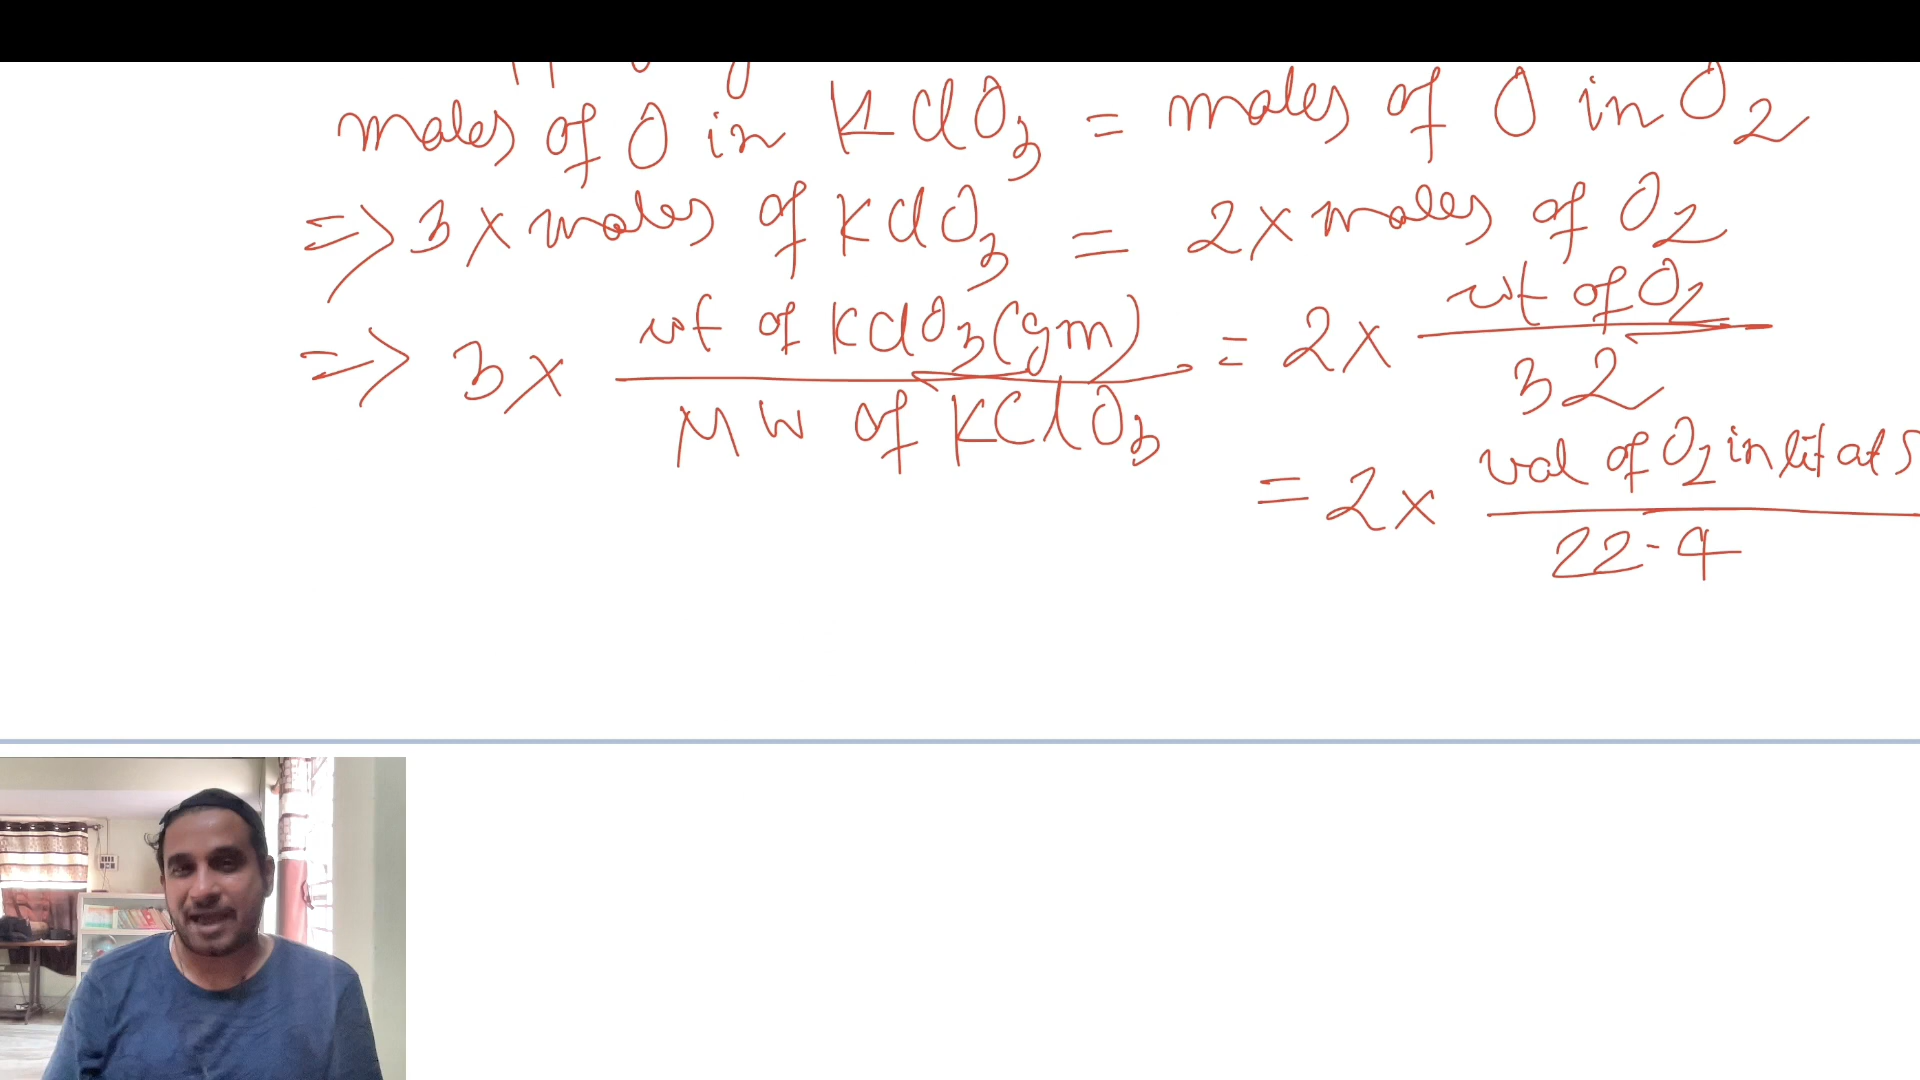 moles of O in KClO3 = moles of O in O2
=> 3 x moles of KClO3 = 2 x moles of O2
=> 3 x wt of KClO3(gm) / MW of KClO3 = 2 x wt of O2 / 32
= 2 x vol of O2 in lit at S / 22.4